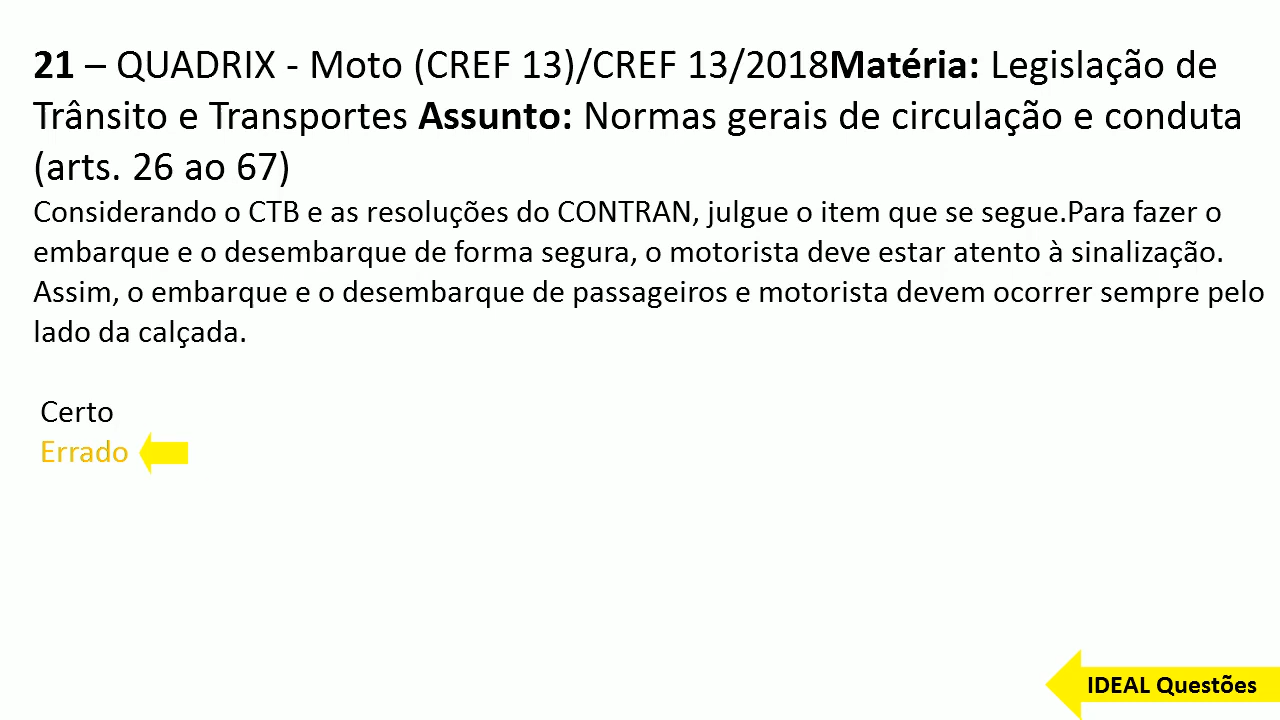 21 – QUADRIX - Moto (CREF 13)/CREF 13/2018Matéria: Legislação de
Trânsito e Transportes Assunto: Normas gerais de circulação e conduta
(arts. 26 ao 67)
Considerando o CTB e as resoluções do CONTRAN, julgue o item que se segue.Para fazer o
embarque e o desembarque de forma segura, o motorista deve estar atento à sinalização.
Assim, o embarque e o desembarque de passageiros e motorista devem ocorrer sempre pelo
lado da calçada.
Certo
Errado
IDEAL Questões